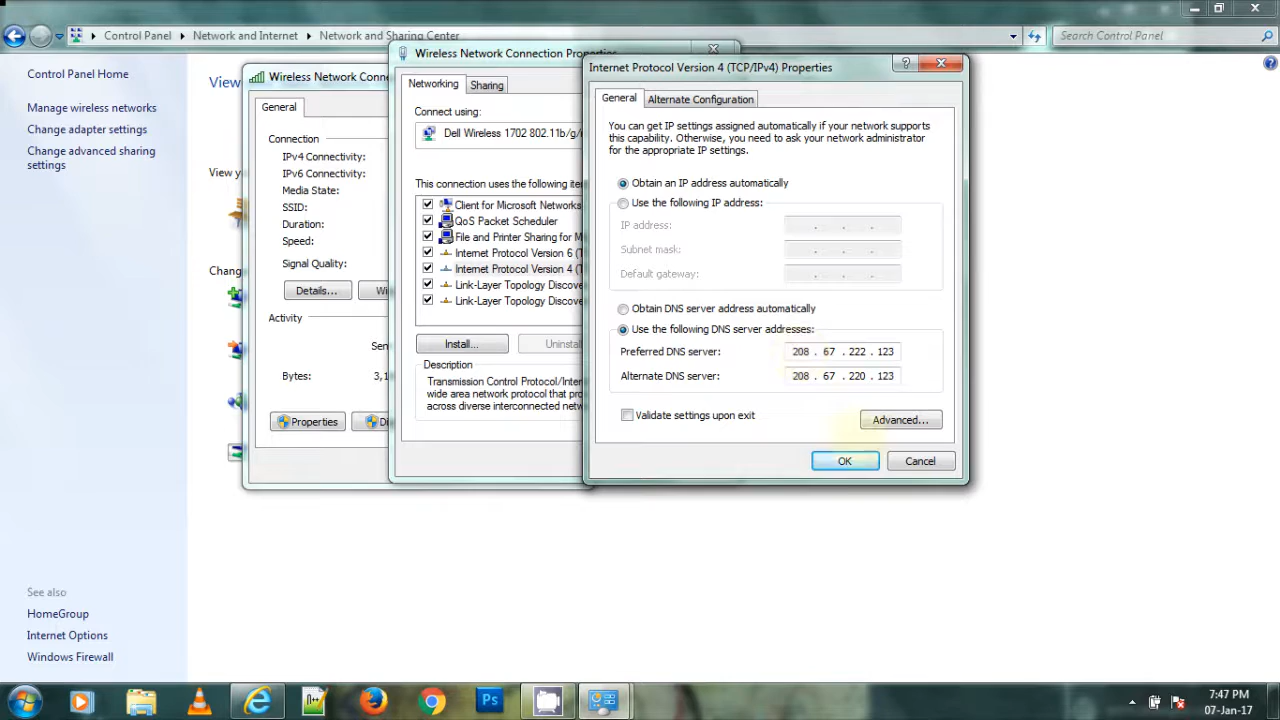 Control Panel
Network and Internet
Network and Sharing Center
Search Control Panel
Control Panel Home
Manage wireless networks
Change adapter settings
Change advanced sharing
settings
See also
HomeGroup
Internet Options
Windows Firewall
View
View y
Chang
Wireless Network Conne
General
Connection
IPv4 Connectivity:
IPv6 Connectivity:
Media State:
SSID:
Duration:
Speed:
Signal Quality:
Details...
Wi
Activity
Sen
Bytes:
3,1
Properties
Di
Wireless Network Connection Properties
Networking
Sharing
Connect using:
Dell Wireless 1702 802.11b/g/
This connection uses the following ite
Client for Microsoft Networks
QoS Packet Scheduler
File and Printer Sharing for M
Internet Protocol Version 6 (T
Internet Protocol Version 4 (T
Link-Layer Topology Discove
Link-Layer Topology Discove
Install...
Uninstal
Description
Transmission Control Protocol/Inter
wide area network protocol that pro
across diverse interconnected netw
Internet Protocol Version 4 (TCP/IPv4) Properties
General
Alternate Configuration
You can get IP settings assigned automatically if your network supports
this capability. Otherwise, you need to ask your network administrator
for the appropriate IP settings.
Obtain an IP address automatically
Use the following IP address:
IP address:
Subnet mask:
Default gateway:
Obtain DNS server address automatically
Use the following DNS server addresses:
Preferred DNS server:
208 . 67 . 222 . 123
Alternate DNS server:
208 . 67 . 220 . 123
Validate settings upon exit
Advanced...
OK
Cancel
Ps
7:47 PM
07-Jan-17